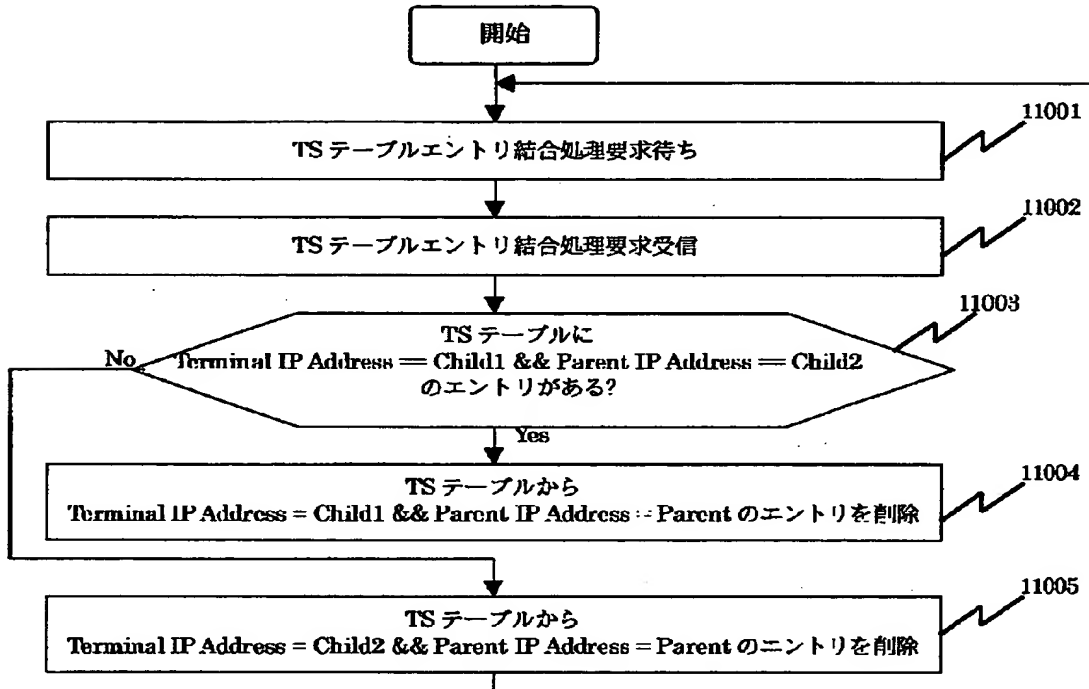 開始
11001
TS テーブルエントリ結合処理要求待ち
11002
TS テーブルエントリ結合処理要求受信
11003
TS テーブルに
No
Terminal IP Address == Child1 && Parent IP Address == Child2
のエントリがある?
Yes
11004
TS テーブルから
Terminal IP Address = Child1 && Parent IP Address = Parent のエントリを削除
11005
TS テーブルから
Terminal IP Address = Child2 && Parent IP Address = Parent のエントリを削除